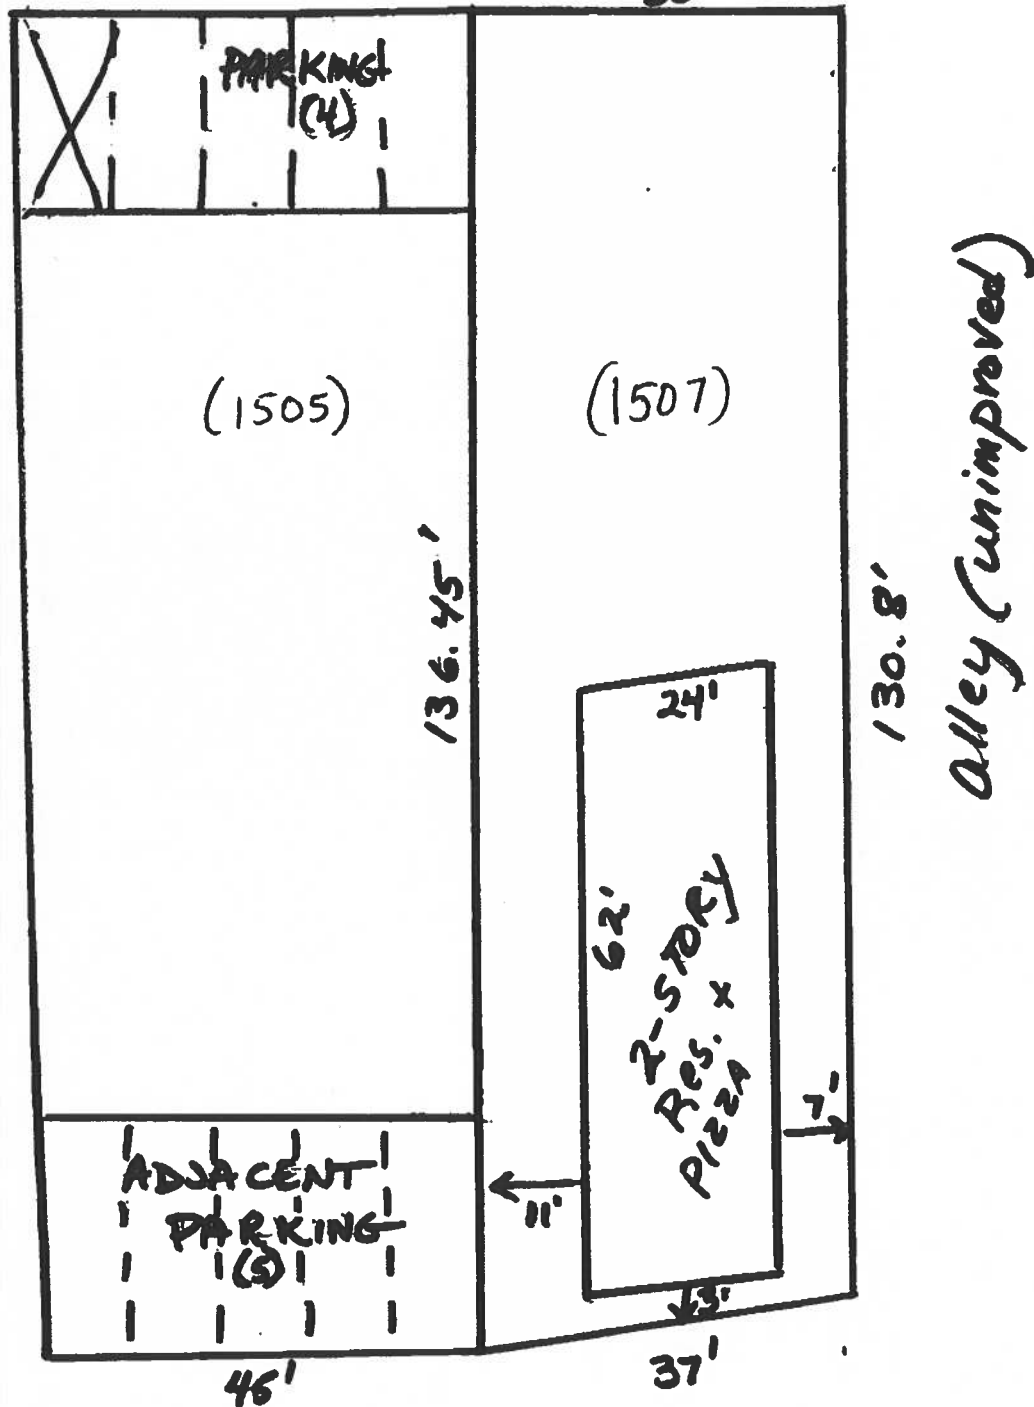 PARKING
(4)
(1505)
(1507)
136.45'
130.8'
Alley (unimproved)
24'
62'
2-STORY
Res. x
PIZZA
7'
11'
3'
ADJACENT
PARKING
(5)
46'
37'